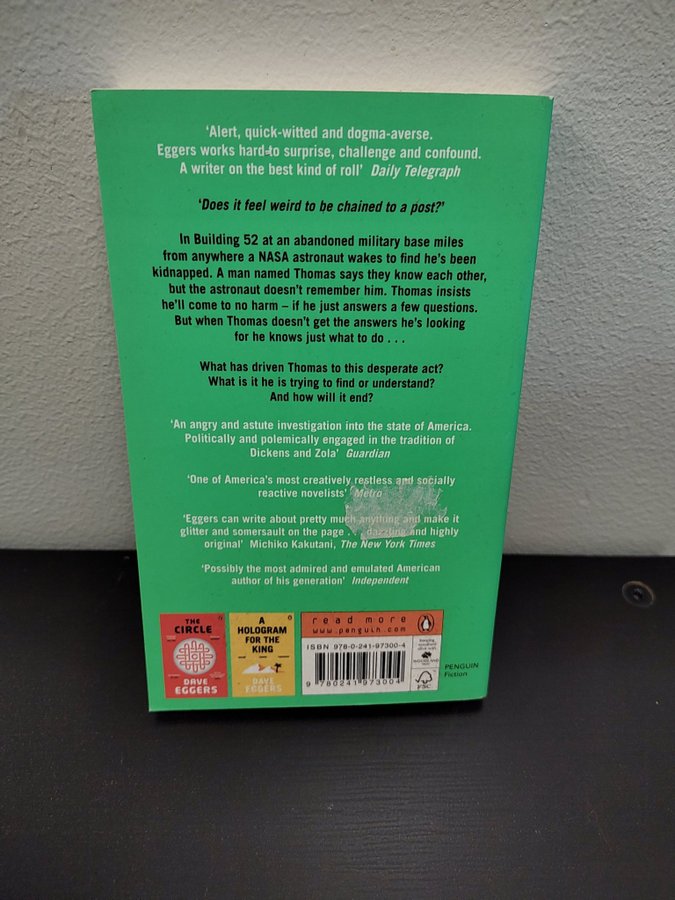 ‘Alert, quick-witted and dogma-averse.
Eggers works hard to surprise, challenge and confound.
A writer on the best kind of roll’ Daily Telegraph
‘Does it feel weird to be chained to a post?’
In Building 52 at an abandoned military base miles
from anywhere a NASA astronaut wakes to find he’s been
kidnapped. A man named Thomas says they know each other,
but the astronaut doesn’t remember him. Thomas insists
he’ll come to no harm – if he just answers a few questions.
But when Thomas doesn’t get the answers he’s looking
for he knows just what to do . . .
What has driven Thomas to this desperate act?
What is it he is trying to find or understand?
And how will it end?
‘An angry and astute investigation into the state of America.
Politically and polemically engaged in the tradition of
Dickens and Zola’ Guardian
‘One of America’s most creatively restless and socially
reactive novelists’ Metro
‘Eggers can write about pretty much anything and make it
glitter and somersault on the page . . . dazzling and highly
original’ Michiko Kakutani, The New York Times
‘Possibly the most admired and emulated American
author of his generation’ Independent
THE
CIRCLE
DAVE
EGGERS
A
HOLOGRAM
FOR THE
KING
DAVE
EGGERS
read more
www.penguin.com
ISBN 978-0-241-97300-4
9 780241 973004
FSC
PENGUIN
Fiction